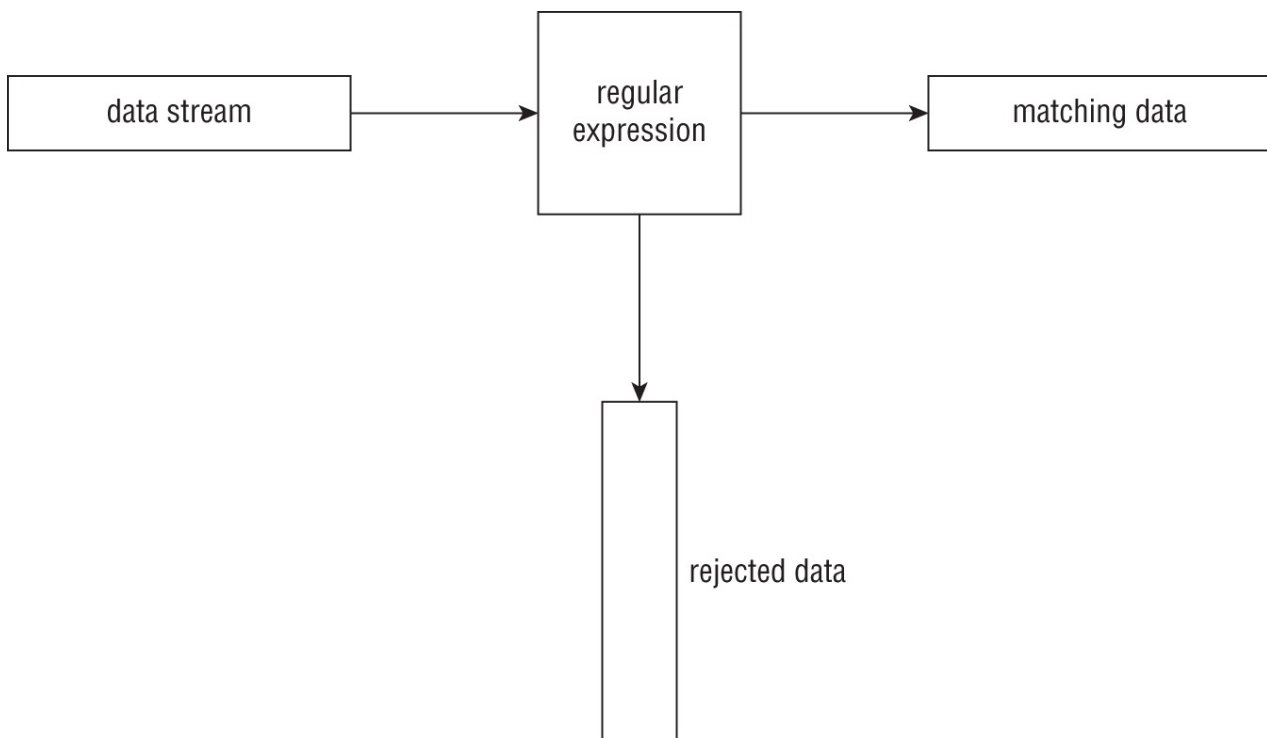 data stream
regular
expression
matching data
rejected data